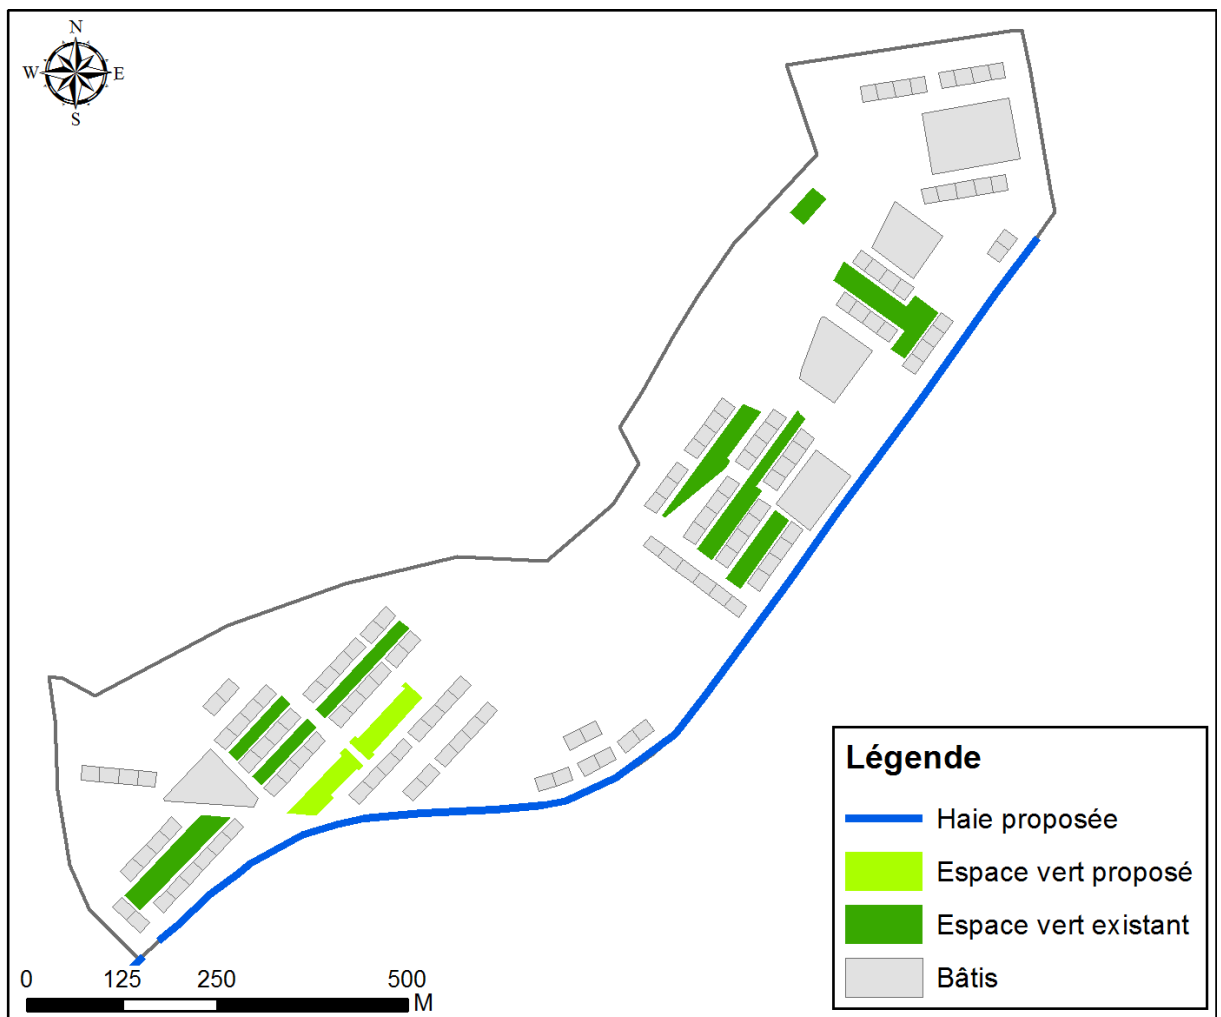 N
W E
S
Légende
Haie proposée
Espace vert proposé
Espace vert existant
Bâtis
0 125 250 500
M